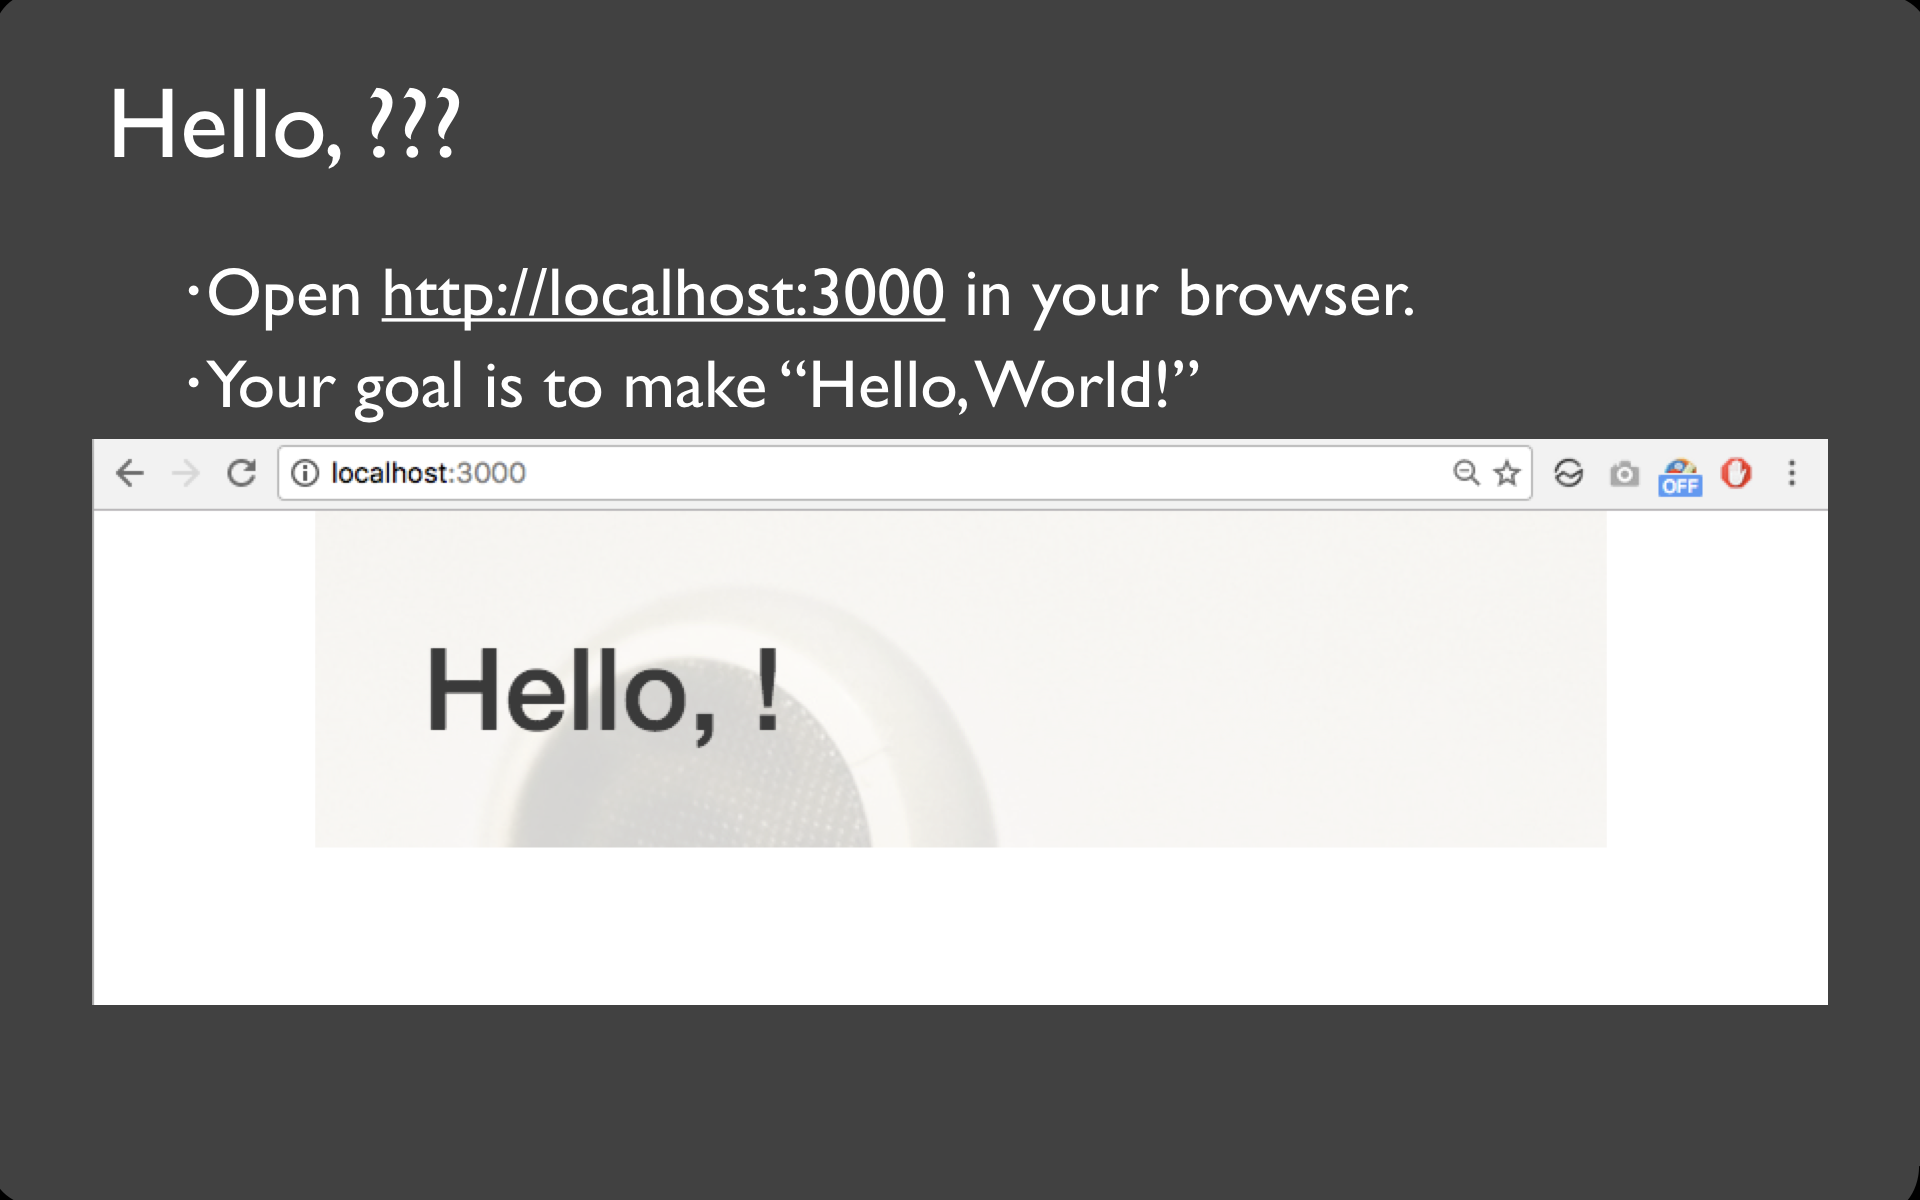 Hello, ???
·Open http://localhost:3000 in your browser.
·Your goal is to make “Hello, World!”
localhost:3000
OFF
Hello, !